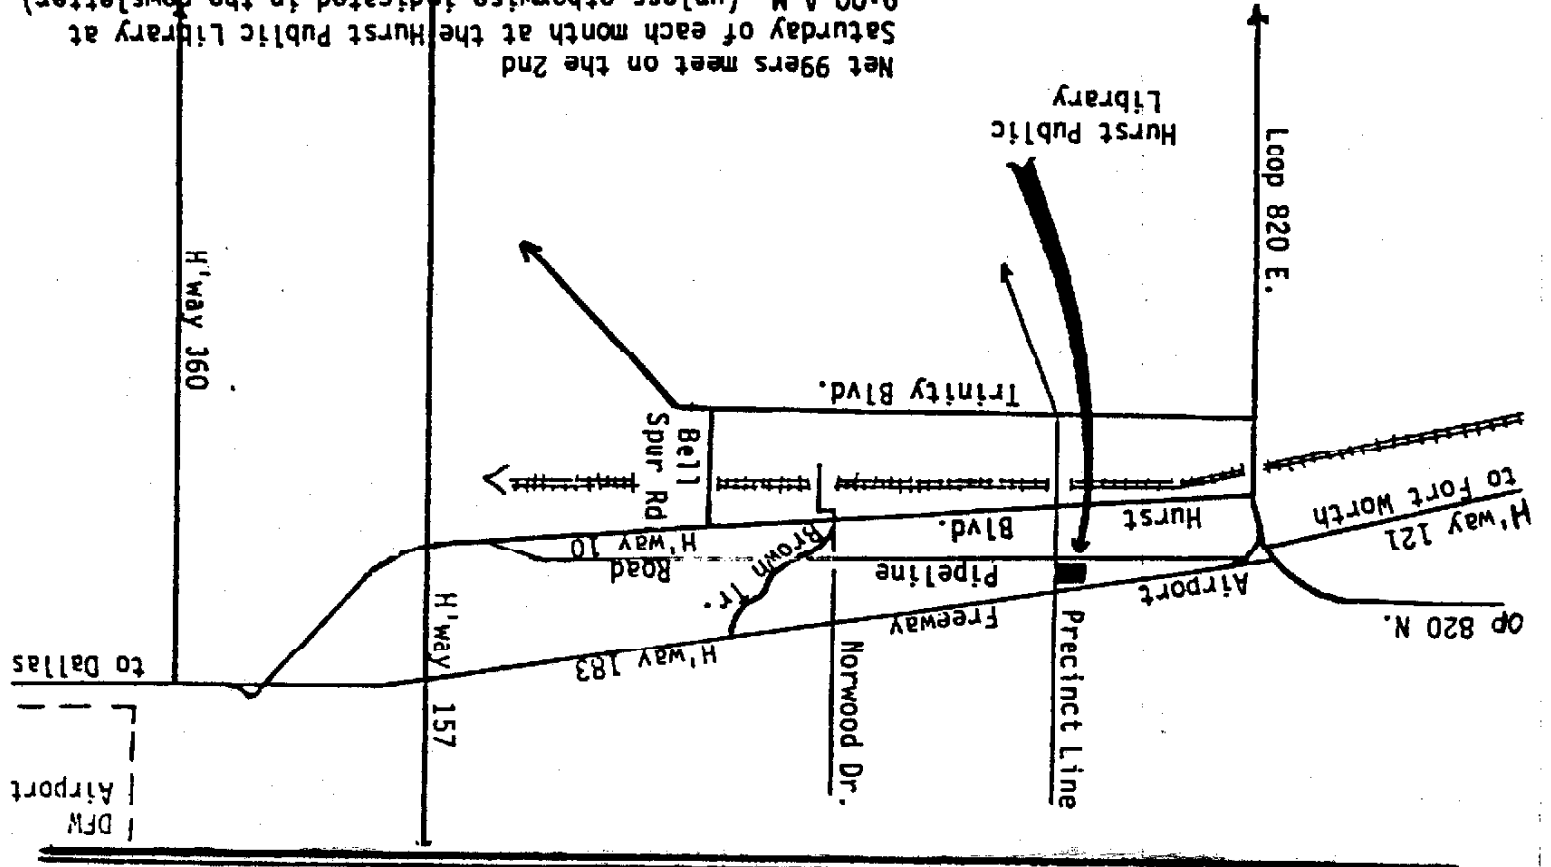 DFW
Airport
to Dallas
Precinct Line
Norwood Dr.
H'way 157
op 820 N.
Airport
Freeway
H'way 183
H'way 121
to Fort Worth
Pipeline
Road
Brown Tr.
H'way 10
Hurst
Blvd.
Bell
Spur Rd
Trinity Blvd.
Loop 820 E.
H'way 360
Hurst Public
Library
Net 99ers meet on the 2nd
Saturday of each month at the Hurst Public Library at
9:00 A.M. (unless otherwise indicated in the newsletter)